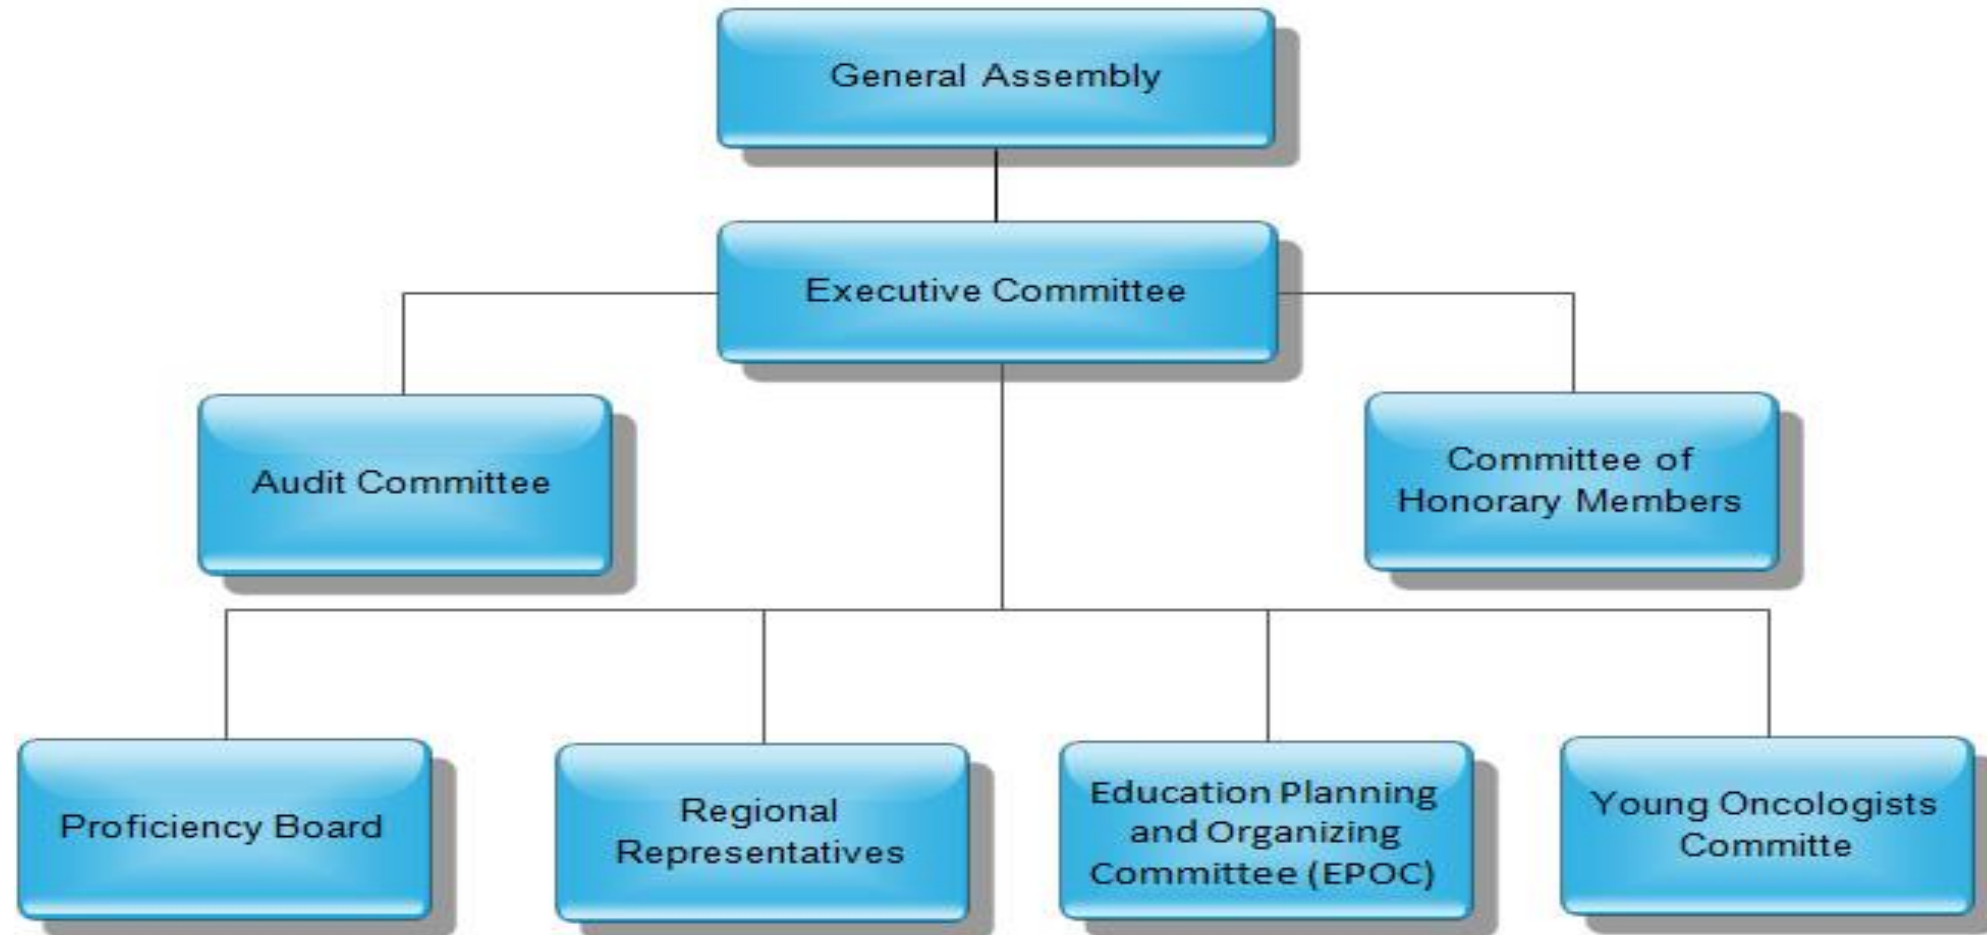 General Assembly
Executive Committee
Audit Committee
Committee of
Honorary Members
Proficiency Board
Regional
Representatives
Education Planning
and Organizing
Committee (EPOC)
Young Oncologists
Committe